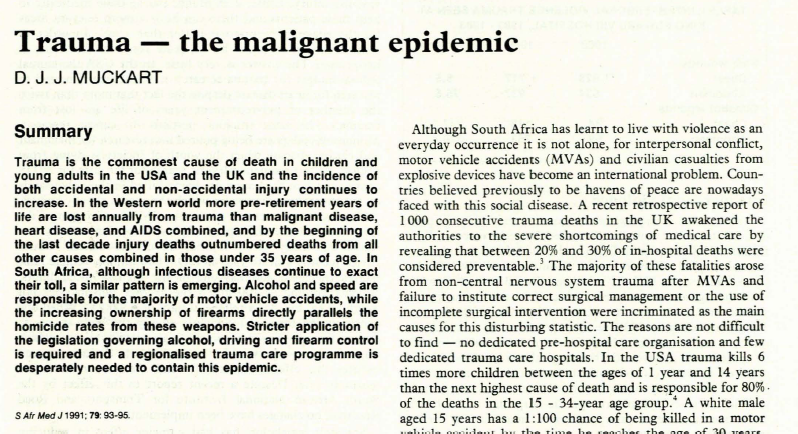 Trauma — the malignant epidemic
D. J. J. MUCKART
Summary
Trauma is the commonest cause of death in children and
young adults in the USA and the UK and the incidence of
both accidental and non-accidental injury continues to
increase. In the Western world more pre-retirement years of
life are lost annually from trauma than malignant disease,
heart disease, and AIDS combined, and by the beginning of
the last decade injury deaths outnumbered deaths from all
other causes combined in those under 35 years of age. In
South Africa, although infectious diseases continue to exact
their toll, a similar pattern is emerging. Alcohol and speed are
responsible for the majority of motor vehicle accidents, while
the increasing ownership of firearms directly parallels the
homicide rates from these weapons. Stricter application of
the legislation governing alcohol, driving and firearm control
is required and a regionalised trauma care programme is
desperately needed to contain this epidemic.
S Afr Med J 1991; 79: 93-95.
Although South Africa has learnt to live with violence as an
everyday occurrence it is not alone, for interpersonal conflict,
motor vehicle accidents (MVAs) and civilian casualties from
explosive devices have become an international problem. Coun-
tries believed previously to be havens of peace are nowadays
faced with this social disease. A recent retrospective report of
1 000 consecutive trauma deaths in the UK awakened the
authorities to the severe shortcomings of medical care by
revealing that between 20% and 30% of in-hospital deaths were
considered preventable.³ The majority of these fatalities arose
from non-central nervous system trauma after MVAs and
failure to institute correct surgical management or the use of
incomplete surgical intervention were incriminated as the main
causes for this disturbing statistic. The reasons are not difficult
to find — no dedicated pre-hospital care organisation and few
dedicated trauma care hospitals. In the USA trauma kills 6
times more children between the ages of 1 year and 14 years
than the next highest cause of death and is responsible for 80%
of the deaths in the 15 - 34-year age group.⁴ A white male
aged 15 years has a 1:100 chance of being killed in a motor
vehicle accident by the time he reaches the age of 30 years.